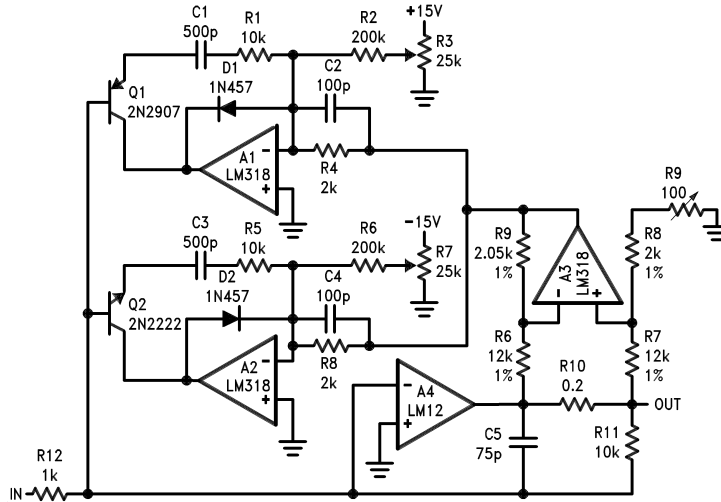 C1
500p
R1
10k
R2
200k
+15V
R3
25k
D1
1N457
C2
100p
Q1
2N2907
A1
LM318
−
+
R4
2k
C3
500p
R5
10k
R6
200k
−15V
R7
25k
D2
1N457
C4
100p
Q2
2N2222
A2
LM318
−
+
R8
2k
R9
100
R9
2.05k
1%
A3
LM318
−
+
R8
2k
1%
R6
12k
1%
R7
12k
1%
R10
0.2
OUT
A4
LM12
−
+
C5
75p
R11
10k
R12
1k
IN